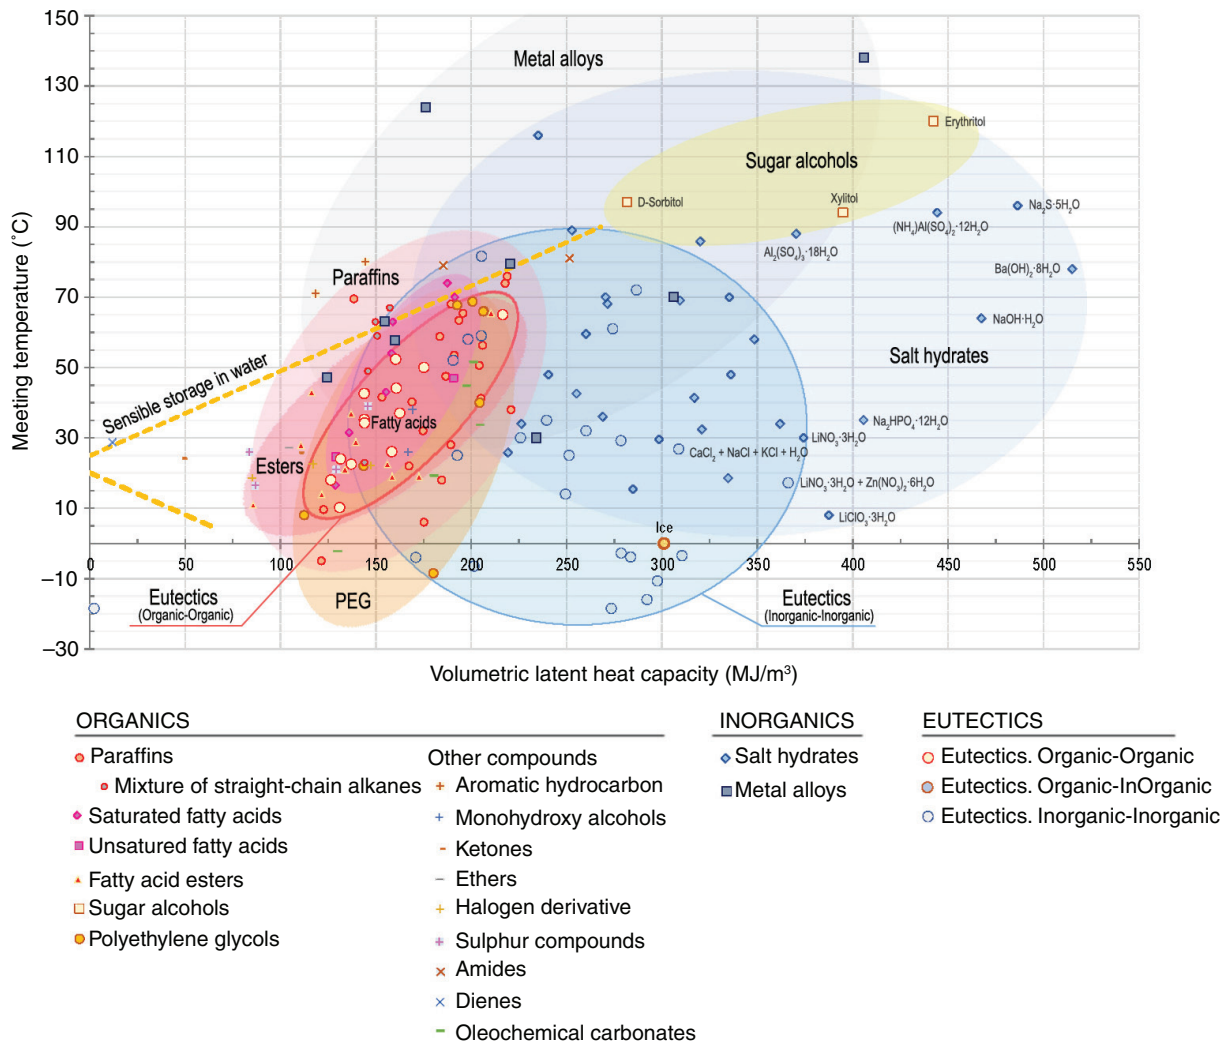 150
130
110
90
70
50
30
10
−10
−30
Meeting temperature (˚C)
0
50
100
150
200
250
300
350
400
450
500
550
Volumetric latent heat capacity (MJ/m³)
Metal alloys
Erythritol
Sugar alcohols
D-Sorbitol
Xylitol
Na₂S·5H₂O
(NH₄)Al(SO₄)₂·12H₂O
Al₂(SO₄)₃·18H₂O
Ba(OH)₂·8H₂O
Paraffins
NaOH·H₂O
Salt hydrates
Sensible storage in water
Fatty acids
Na₂HPO₄·12H₂O
LiNO₃·3H₂O
CaCl₂ + NaCl + KCl + H₂O
Esters
LiNO₃·3H₂O + Zn(NO₃)₂·6H₂O
LiClO₃·3H₂O
Ice
Eutectics
(Organic-Organic)
PEG
Eutectics
(Inorganic-Inorganic)
ORGANICS
Paraffins
Mixture of straight-chain alkanes
Saturated fatty acids
Unsatured fatty acids
Fatty acid esters
Sugar alcohols
Polyethylene glycols
Other compounds
Aromatic hydrocarbon
Monohydroxy alcohols
Ketones
Ethers
Halogen derivative
Sulphur compounds
Amides
Dienes
Oleochemical carbonates
INORGANICS
Salt hydrates
Metal alloys
EUTECTICS
Eutectics. Organic-Organic
Eutectics. Organic-InOrganic
Eutectics. Inorganic-Inorganic